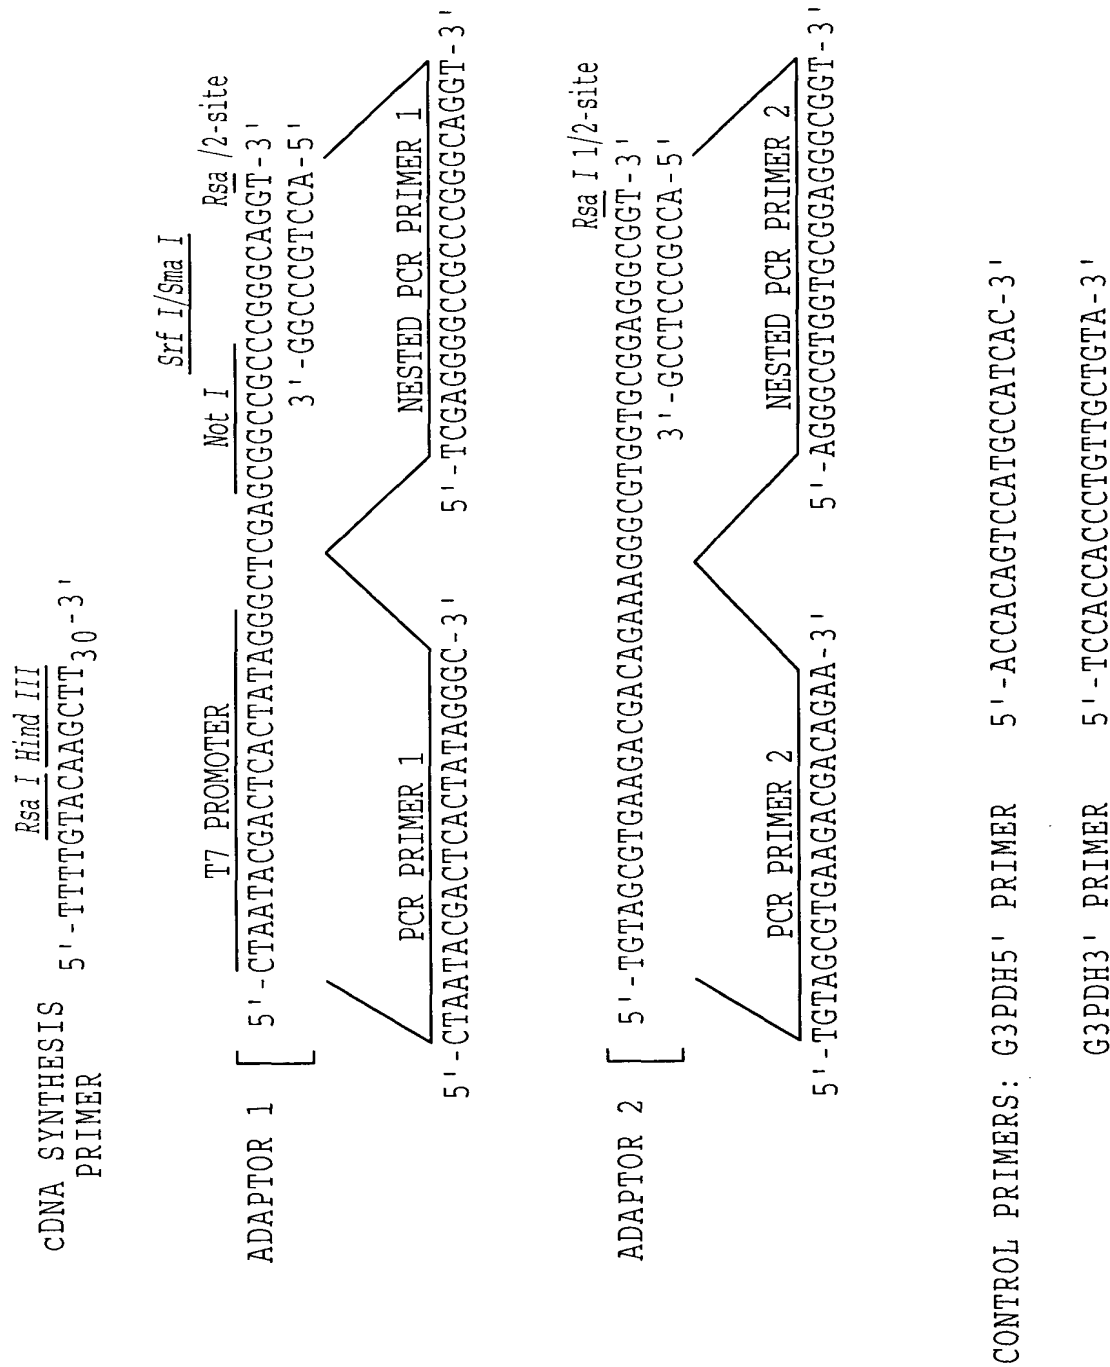 cDNA SYNTHESIS
PRIMER
Rsa I Hind III
5'-TTTTGTACAAGCTT30-3'
T7 PROMOTER
Not I
Srf I/Sma I
Rsa /2-site
ADAPTOR 1
5'-CTAATACGACTCACTATAGGGCTCGAGCGGCCGCCCGGGCAGGT-3'
3'-GGCCCGTCCA-5'
PCR PRIMER 1
NESTED PCR PRIMER 1
5'-CTAATACGACTCACTATAGGGC-3'
5'-TCGAGGGGCCGCCCGGGCAGGT-3'
Rsa I 1/2-site
ADAPTOR 2
5'-TGTAGCGTGAAGACGACAGAAAGGGCGTGGTGCGGAGGGCGGT-3'
3'-GCCTCCCGCCA-5'
PCR PRIMER 2
NESTED PCR PRIMER 2
5'-TGTAGCGTGAAGACGACAGAA-3'
5'-AGGGCGTGGTGCGGAGGGCGGT-3'
CONTROL PRIMERS: G3PDH5' PRIMER 5'-ACCACAGTCCATGCCATCAC-3'
G3PDH3' PRIMER 5'-TCCACCACCCTGTTGCTGTA-3'